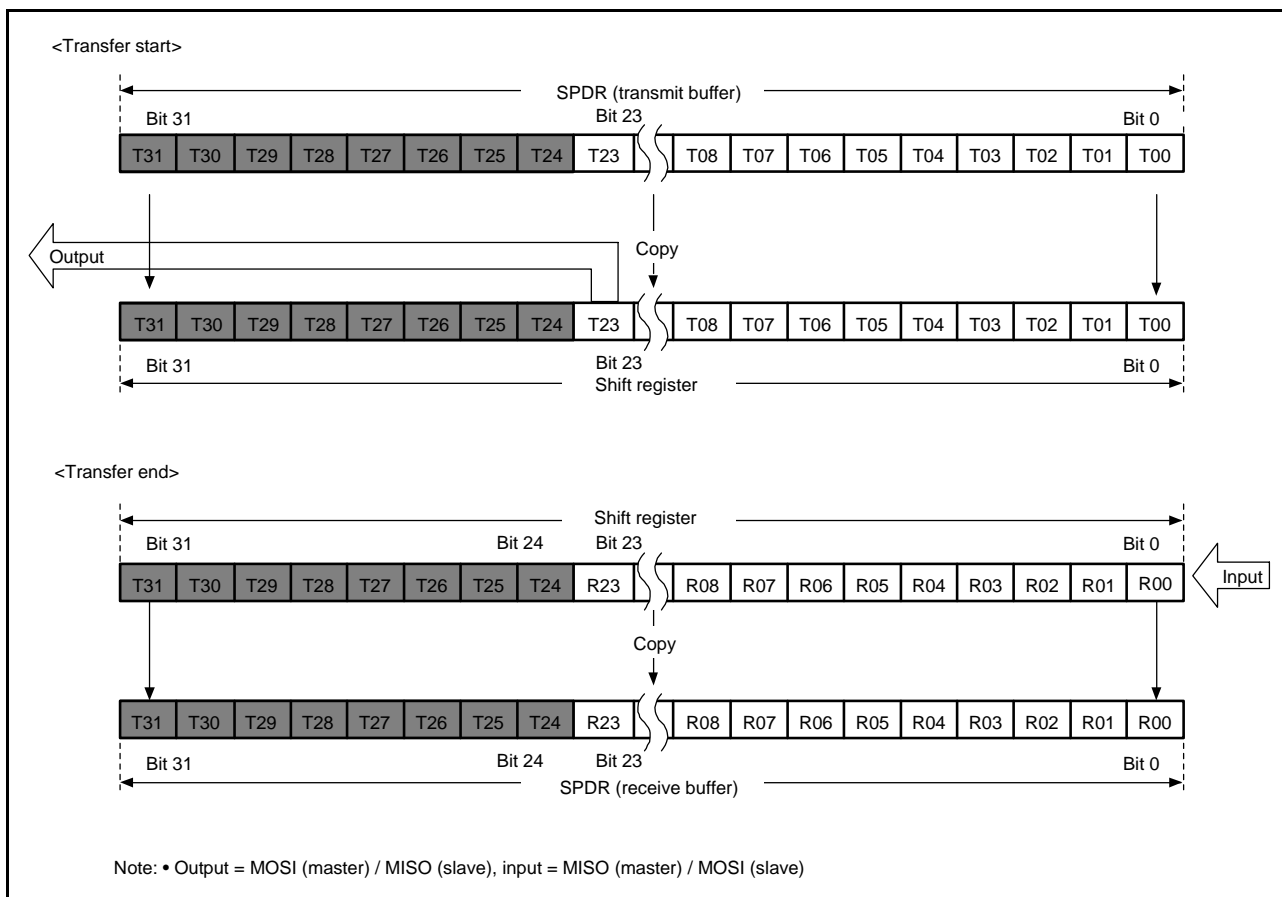 <Transfer start>
SPDR (transmit buffer)
Bit 31 Bit 23 Bit 0
T31 T30 T29 T28 T27 T26 T25 T24 T23 T08 T07 T06 T05 T04 T03 T02 T01 T00
Output Copy
T31 T30 T29 T28 T27 T26 T25 T24 T23 T08 T07 T06 T05 T04 T03 T02 T01 T00
Bit 31 Bit 23 Bit 0
Shift register
<Transfer end>
Shift register
Bit 31 Bit 24 Bit 23 Bit 0
T31 T30 T29 T28 T27 T26 T25 T24 R23 R08 R07 R06 R05 R04 R03 R02 R01 R00 Input
Copy
T31 T30 T29 T28 T27 T26 T25 T24 R23 R08 R07 R06 R05 R04 R03 R02 R01 R00
Bit 31 Bit 24 Bit 23 Bit 0
SPDR (receive buffer)
Note: • Output = MOSI (master) / MISO (slave), input = MISO (master) / MOSI (slave)